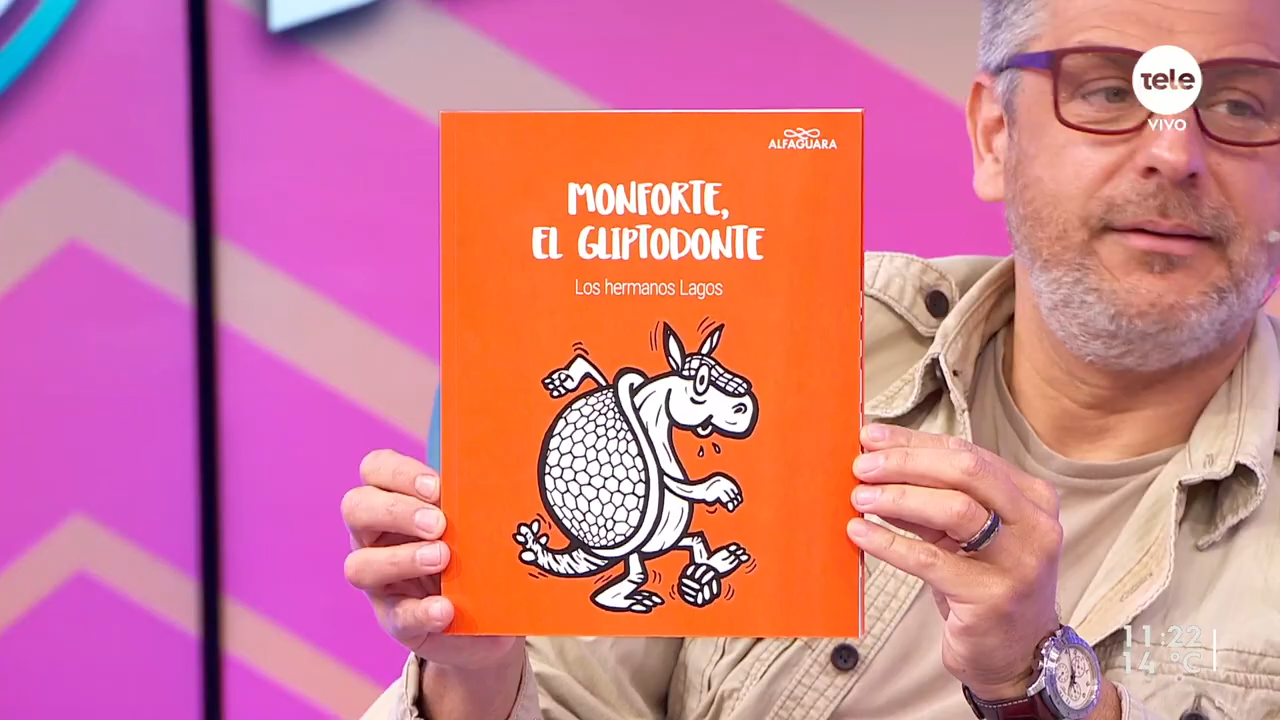 tele
VIVO
ALFAGUARA
MONFORTE,
EL GLIPTODONTE
Los hermanos Lagos
11:22
14 °C